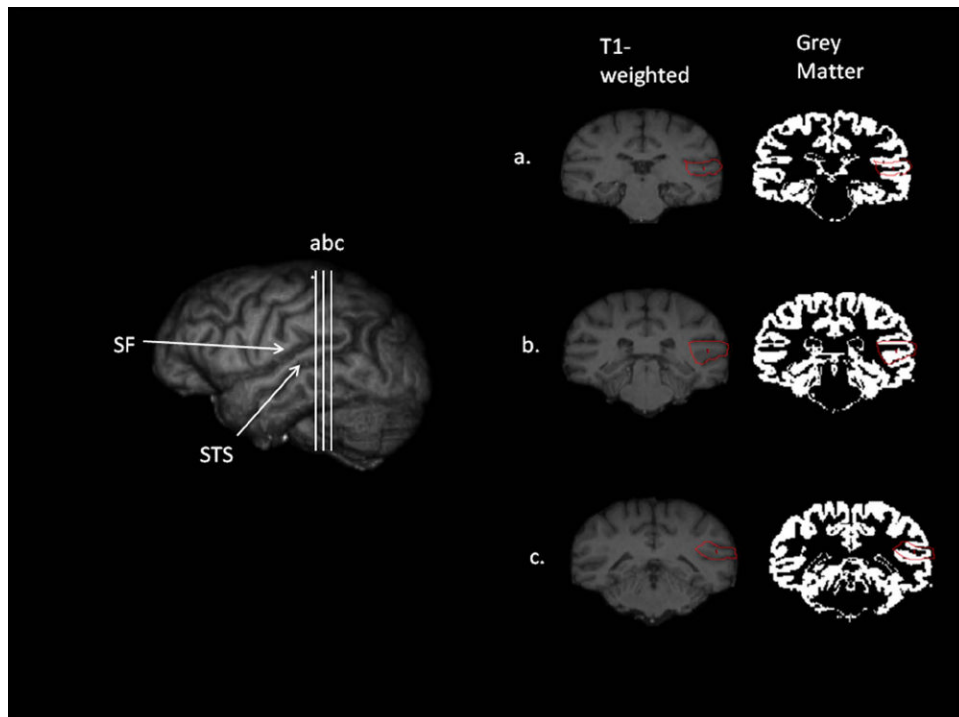 T1-
weighted
Grey
Matter
a.
abc
SF
b.
STS
c.